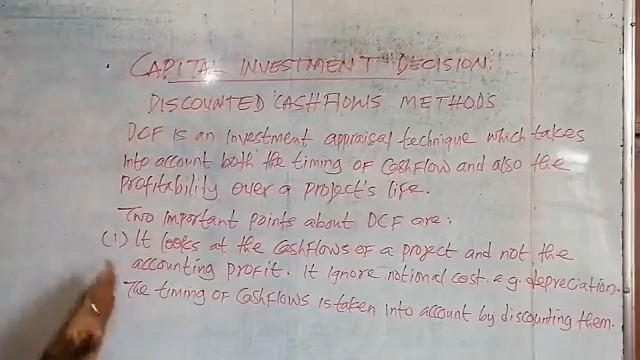 CAPITAL INVESTMENT DECISION:
DISCOUNTED CASHFLOWS METHODS
DCF is an investment appraisal technique which takes
into account both the timing of Cashflow and also the
profitability over a project's life.
Two important points about DCF are:
(i) It looks at the Cashflows of a project and not the
accounting profit. It ignore notional cost e.g. depreciation.
The timing of cashflows is taken into account by discounting them.